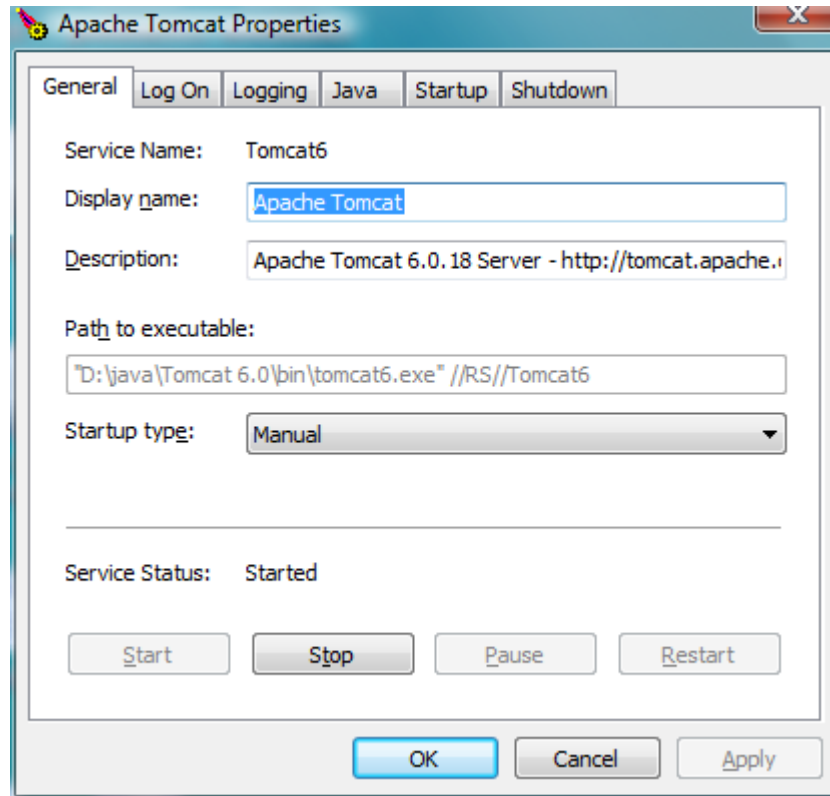 Apache Tomcat Properties
X
General Log On Logging Java Startup Shutdown
Service Name: Tomcat6
Display name: Apache Tomcat
Description: Apache Tomcat 6.0.18 Server - http://tomcat.apache.
Path to executable:
"D:\java\Tomcat 6.0\bin\tomcat6.exe" //RS//Tomcat6
Startup type: Manual
Service Status: Started
Start Stop Pause Restart
OK Cancel Apply